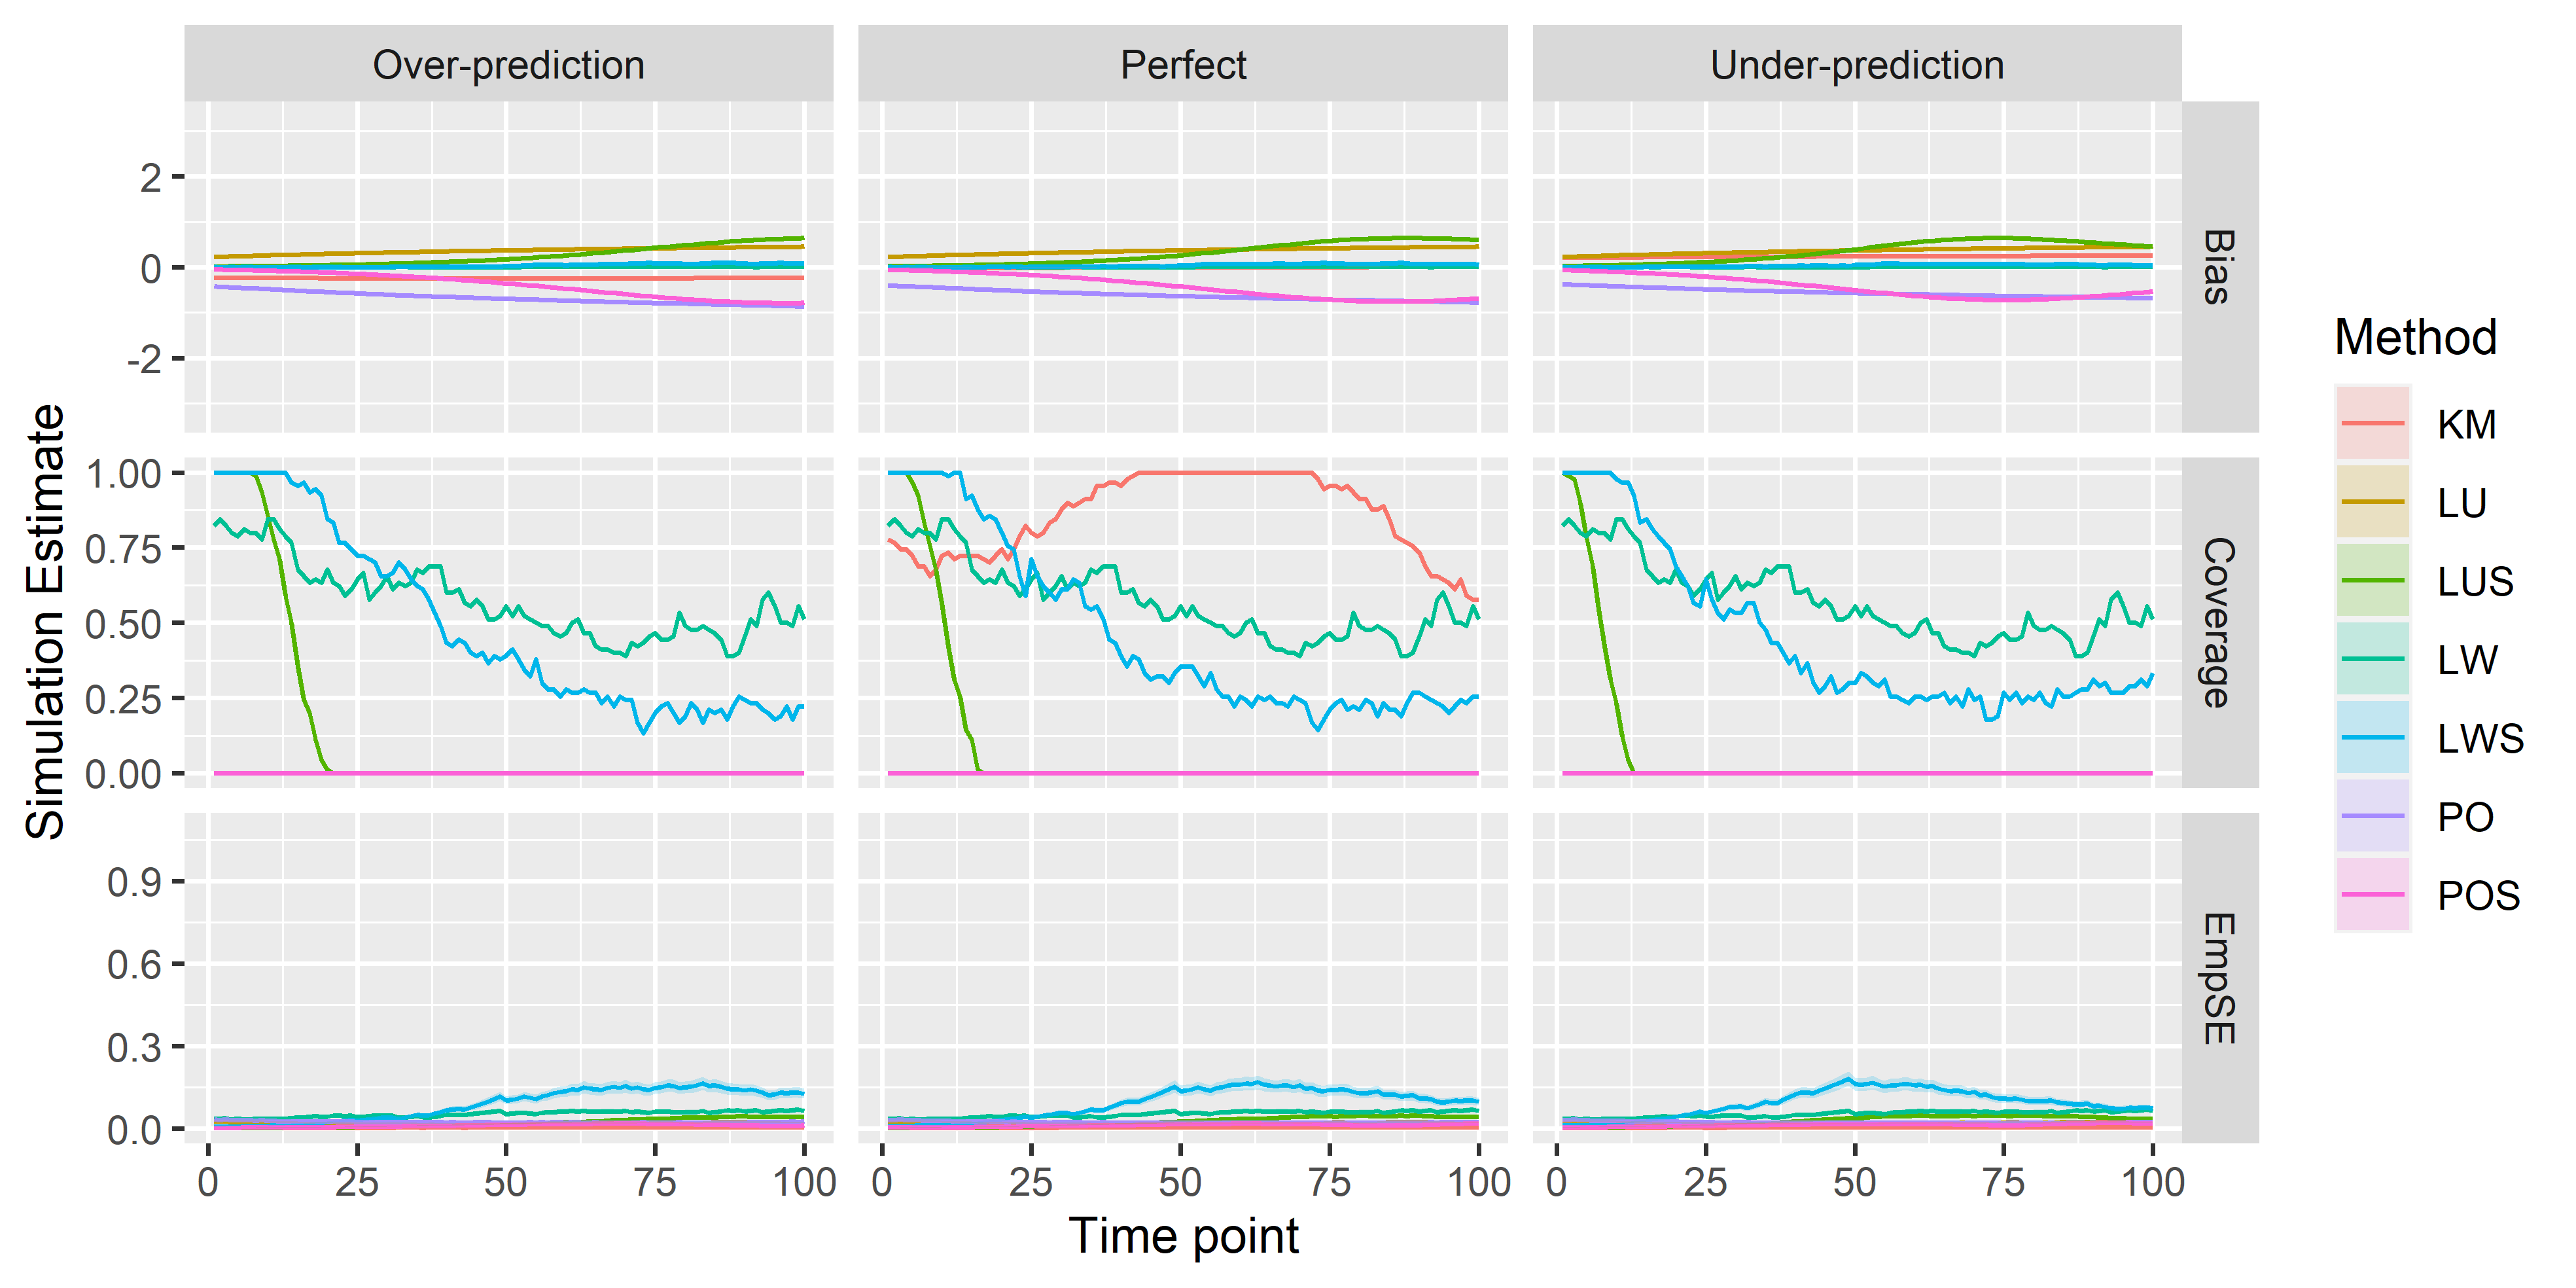 Over-prediction
Perfect
Under-prediction
2
0
-2
Bias
Simulation Estimate
1.00
0.75
0.50
0.25
0.00
Coverage
0.9
0.6
0.3
0.0
EmpSE
0 25 50 75 100
0 25 50 75 100
0 25 50 75 100
Time point
Method
KM
LU
LUS
LW
LWS
PO
POS